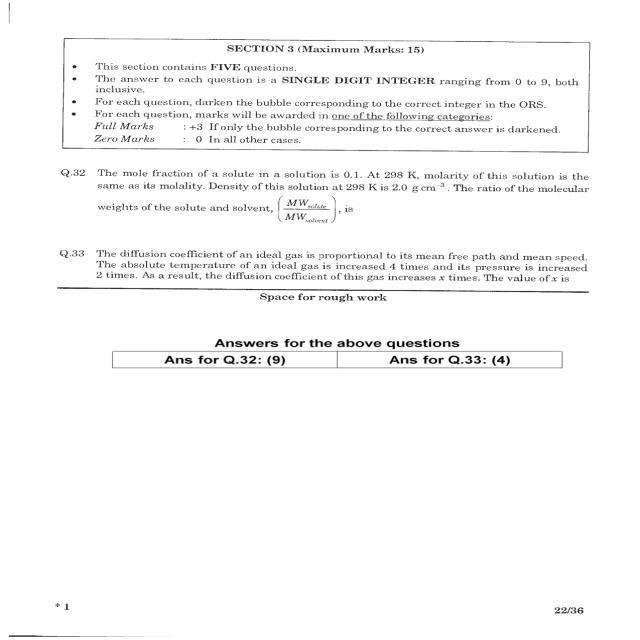 SECTION 3 (Maximum Marks: 15)
• This section contains FIVE questions.
• The answer to each question is a SINGLE DIGIT INTEGER ranging from 0 to 9, both
inclusive.
• For each question, darken the bubble corresponding to the correct integer in the ORS.
• For each question, marks will be awarded in one of the following categories:
Full Marks : +3 If only the bubble corresponding to the correct answer is darkened.
Zero Marks : 0 In all other cases.
Q.32 The mole fraction of a solute in a solution is 0.1. At 298 K, molarity of this solution is the
same as its molality. Density of this solution at 298 K is 2.0 g cm⁻³. The ratio of the molecular
weights of the solute and solvent, (MW_solute / MW_solvent), is
Q.33 The diffusion coefficient of an ideal gas is proportional to its mean free path and mean speed.
The absolute temperature of an ideal gas is increased 4 times and its pressure is increased
2 times. As a result, the diffusion coefficient of this gas increases x times. The value of x is
Space for rough work
Answers for the above questions
Ans for Q.32: (9) Ans for Q.33: (4)
* 1 22/36